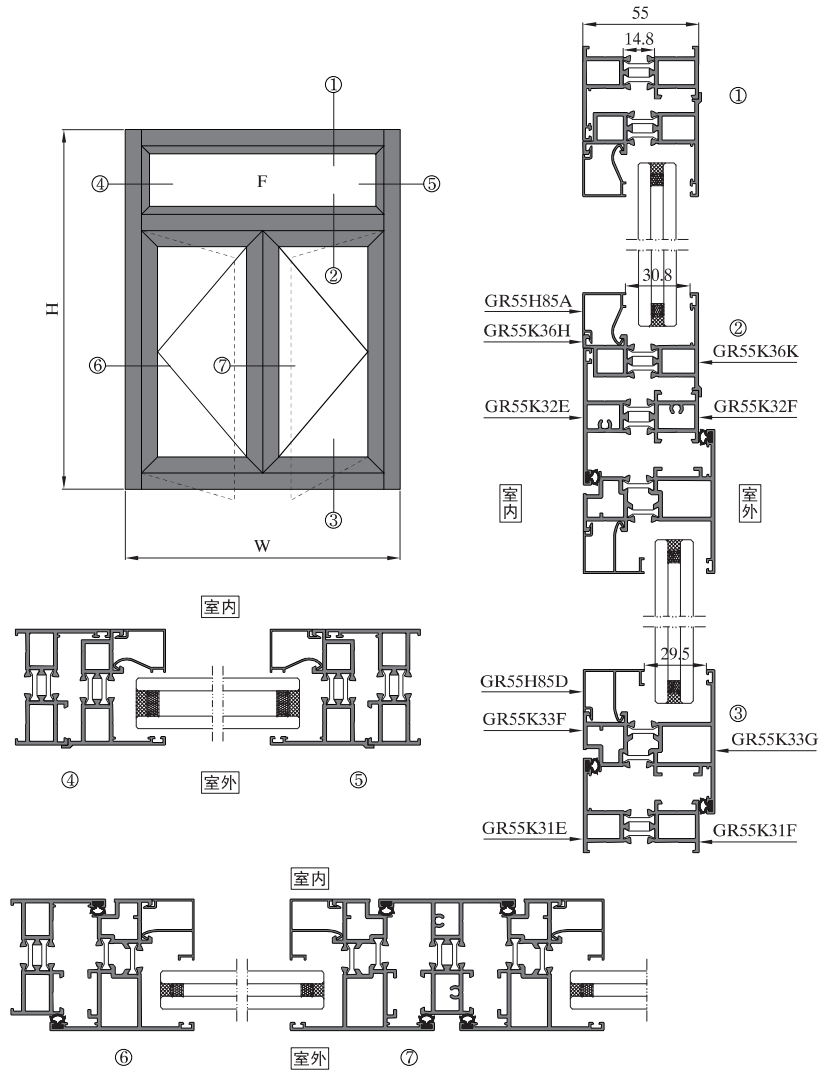 55
14.8
①
①
④
F
⑤
②
H
30.8
GR55H85A
②
GR55K36H
GR55K36K
⑥
⑦
GR55K32E
GR55K32F
室内
室外
③
W
室内
29.5
GR55H85D
③
GR55K33F
GR55K33G
④
室外
⑤
GR55K31E
GR55K31F
室内
⑥
室外
⑦